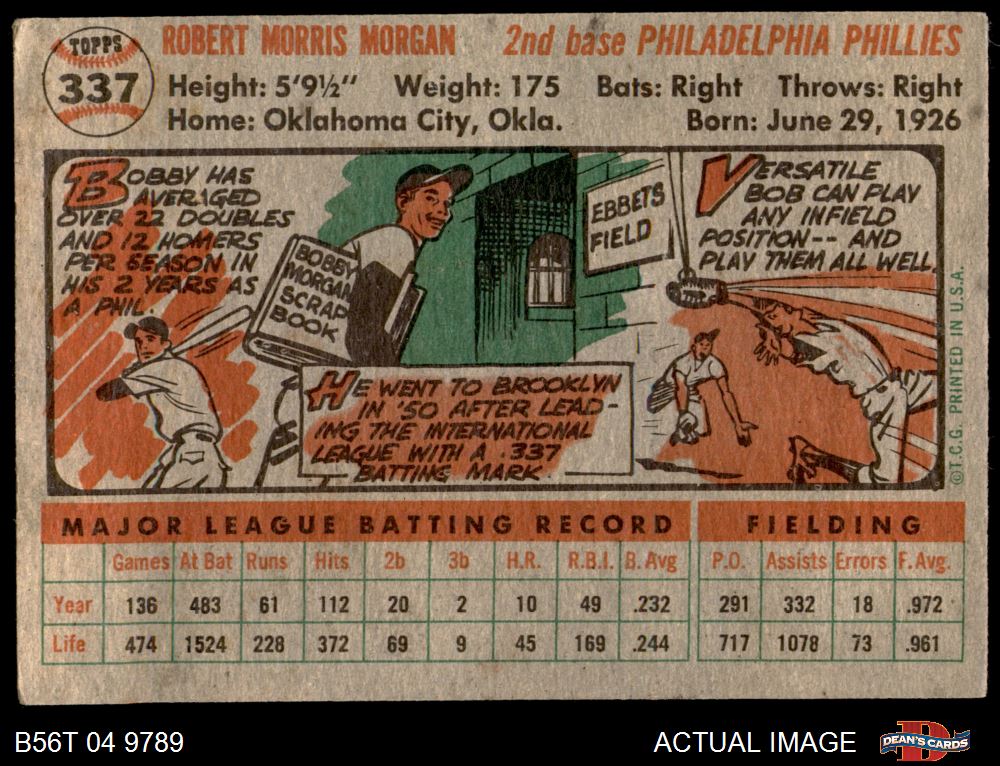 TOPPS
337
ROBERT MORRIS MORGAN 2nd base PHILADELPHIA PHILLIES
Height: 5'9½" Weight: 175 Bats: Right Throws: Right
Home: Oklahoma City, Okla. Born: June 29, 1926
BOBBY HAS
AVERAGED
OVER 22 DOUBLES
AND 12 HOMERS
PER SEASON IN
HIS 2 YEARS AS
A PHIL.
BOBBY
MORGAN
SCRAP
BOOK
EBBETS
FIELD
HE WENT TO BROOKLYN
IN '50 AFTER LEAD-
ING THE INTERNATIONAL
LEAGUE WITH A .337
BATTING MARK.
VERSATILE
BOB CAN PLAY
ANY INFIELD
POSITION-- AND
PLAY THEM ALL WELL.
©T.C.G. PRINTED IN U.S.A.
MAJOR LEAGUE BATTING RECORD FIELDING
Games At Bat Runs Hits 2b 3b H.R. R.B.I. B. Avg P.O. Assists Errors F. Avg.
Year 136 483 61 112 20 2 10 49 .232 291 332 18 .972
Life 474 1524 228 372 69 9 45 169 .244 717 1078 73 .961
B56T 04 9789 ACTUAL IMAGE D DEAN'S CARDS